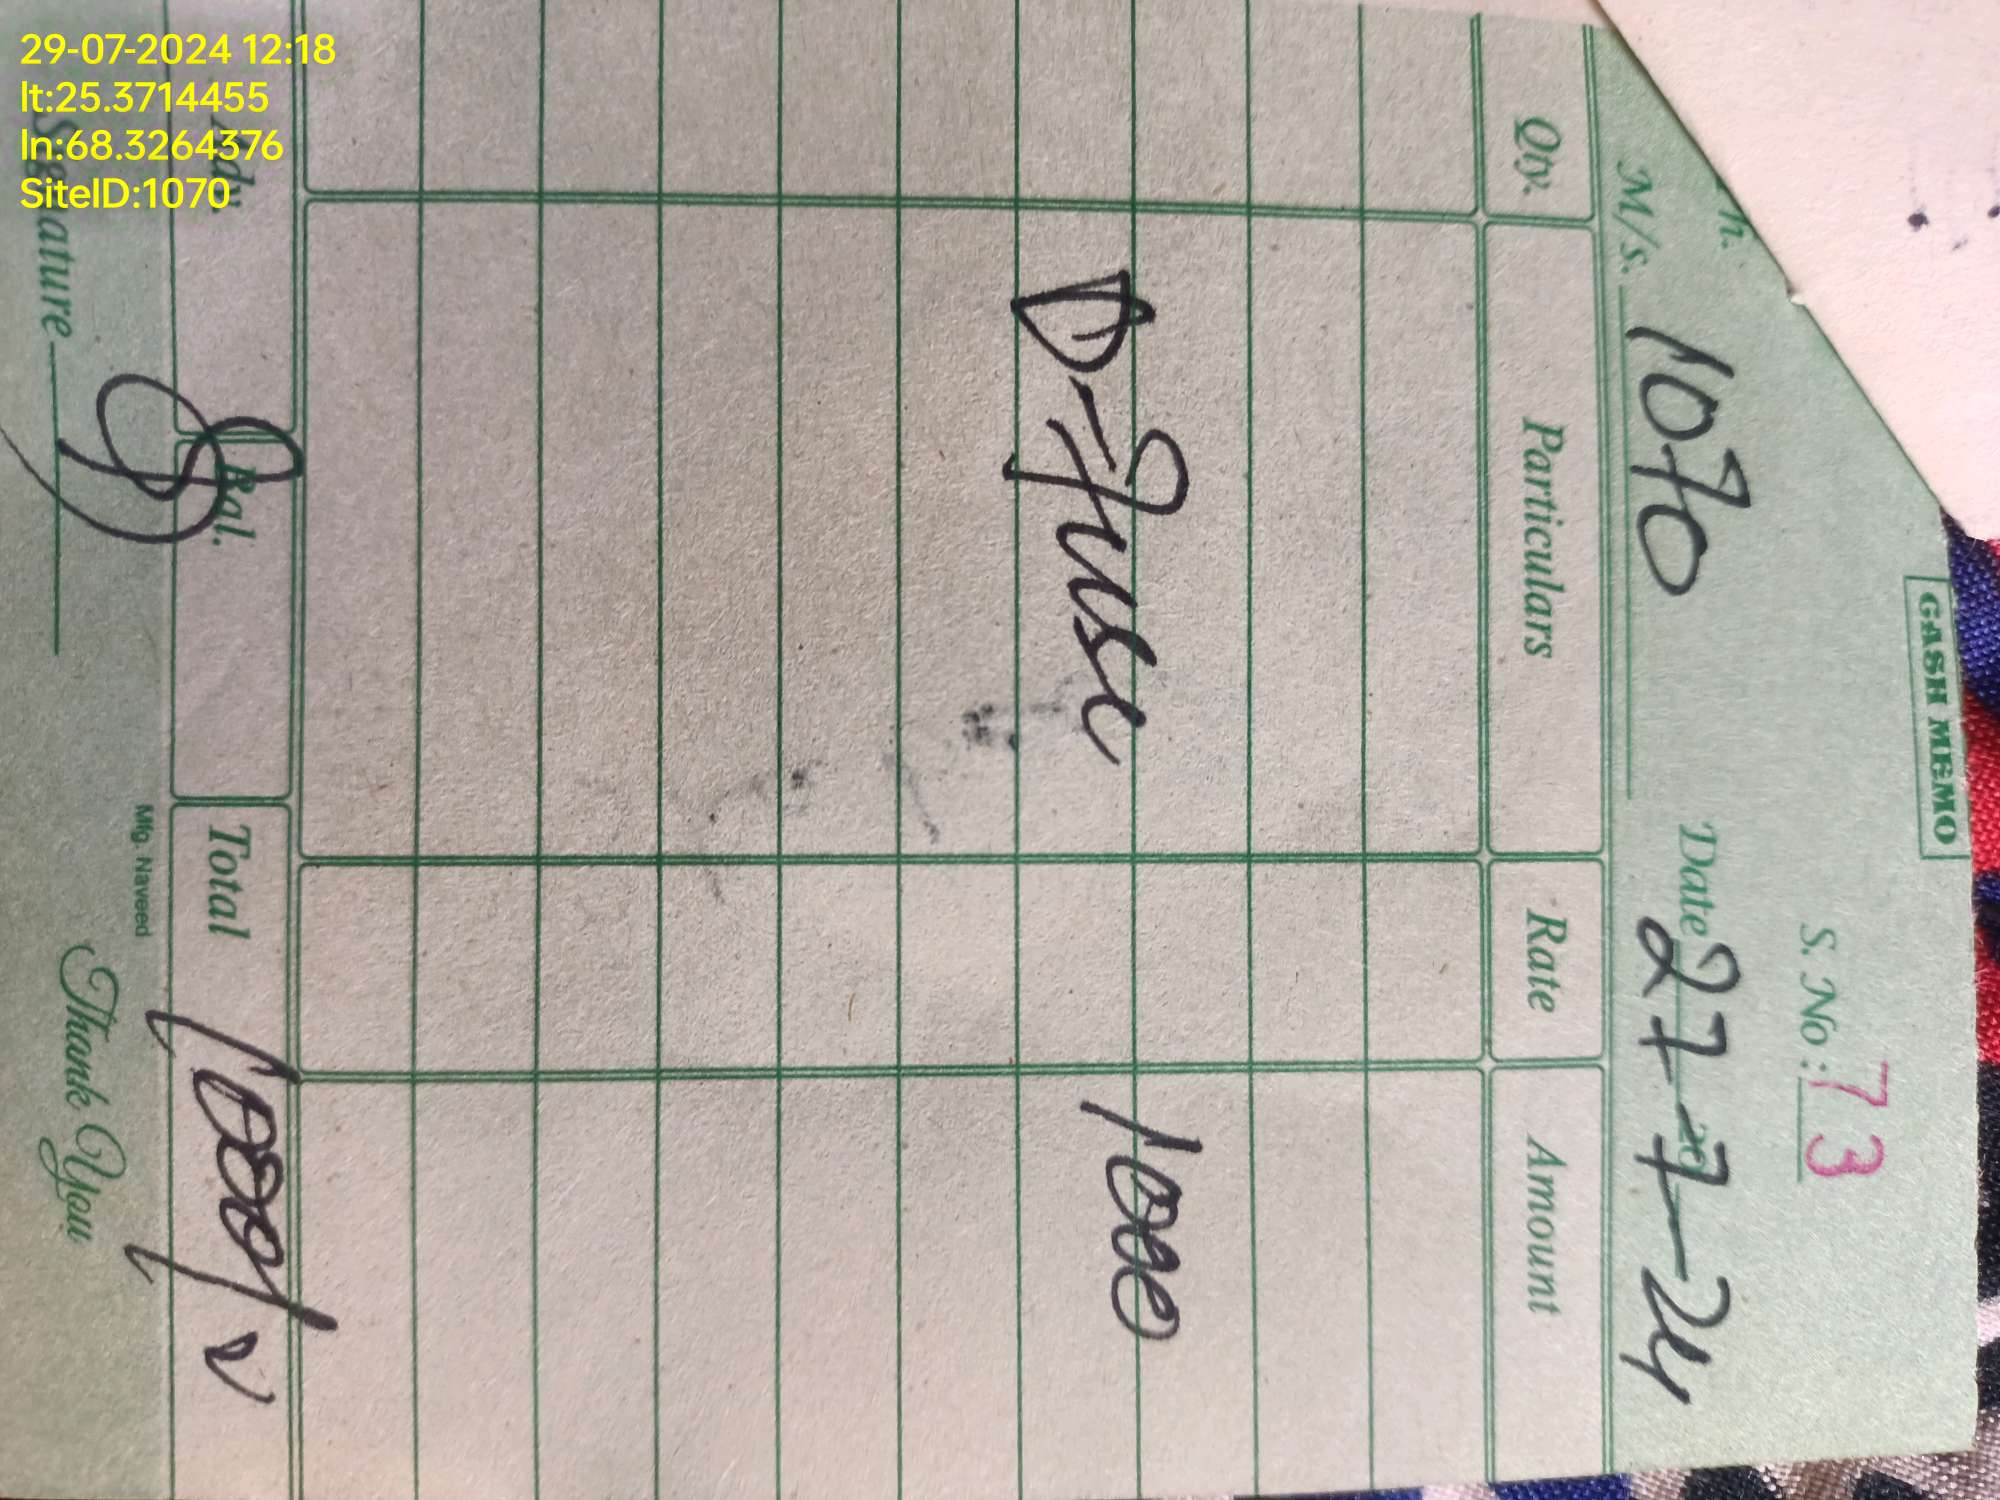 29-07-2024 12:18
lt:25.3714455
ln:68.3264376
SiteID:1070
CASH MEMO
S. No : 73
M/s. 1070 Date 27-7-24
Qty. Particulars Rate Amount
D-fuse 1000
Adv. Bal. Total 1000/-
Signature
Mfg. Naveed
Thank You